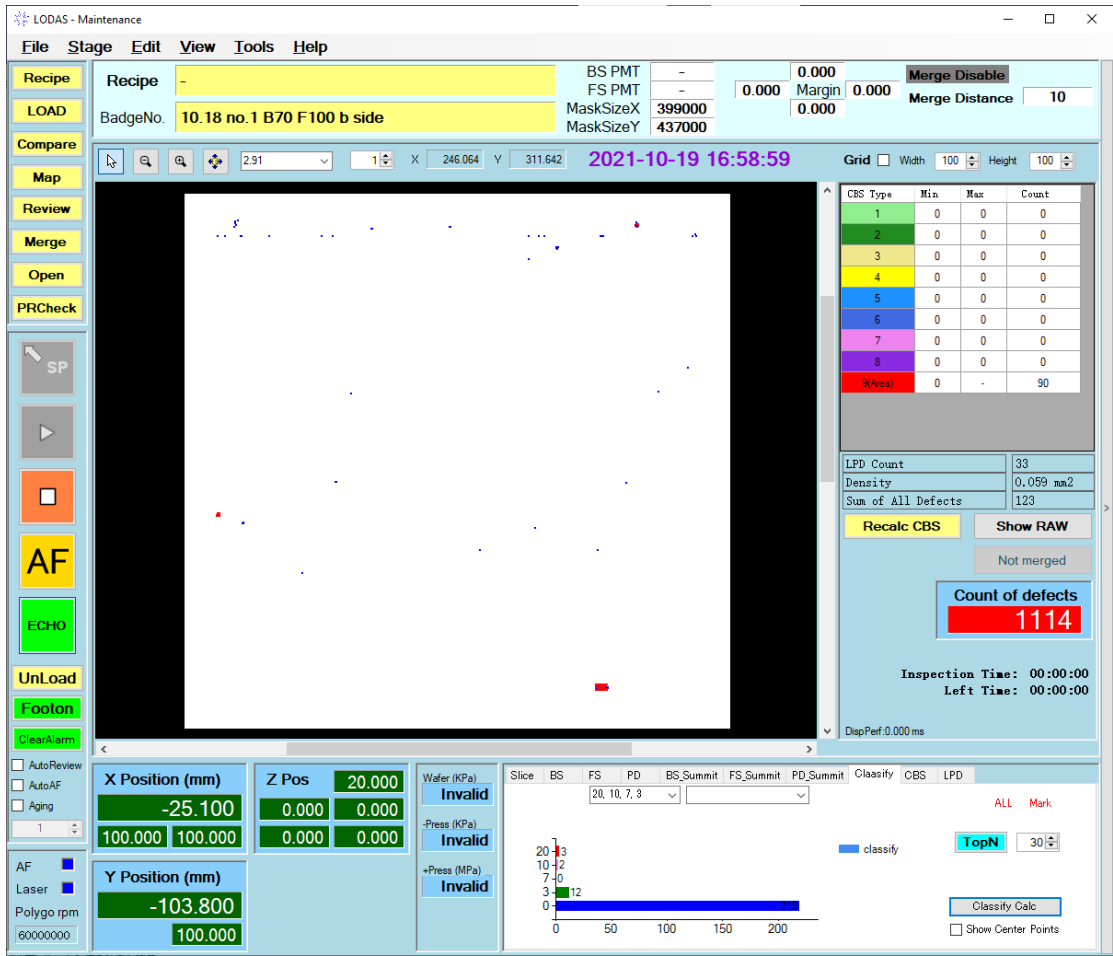 LODAS - Maintenance
File Stage Edit View Tools Help
Recipe
LOAD
Compare
Map
Review
Merge
Open
PRCheck
SP
AF
ECHO
UnLoad
Footon
ClearAlarm
AutoReview
AutoAF
Aging
1
AF
Laser
Polygo rpm
60000000
Recipe -
BadgeNo. 10.18 no.1 B70 F100 b side
BS PMT -
FS PMT -
MaskSizeX 399000
MaskSizeY 437000
0.000
0.000 Margin 0.000
0.000
Merge Disable
Merge Distance 10
2.91 1 X 246.064 Y 311.642 2021-10-19 16:58:59 Grid Width 100 Height 100
CBS Type Min Max Count
1 0 0 0
2 0 0 0
3 0 0 0
4 0 0 0
5 0 0 0
6 0 0 0
7 0 0 0
8 0 0 0
9(Area) 0 - 90
LPD Count 33
Density 0.059 mm2
Sum of All Defects 123
Recalc CBS Show RAW
Not merged
Count of defects
1114
Inspection Time: 00:00:00
Left Time: 00:00:00
DispPerf:0.000 ms
X Position (mm)
-25.100
100.000 100.000
Y Position (mm)
-103.800
100.000
Z Pos 20.000
0.000 0.000
0.000 0.000
Wafer (KPa)
Invalid
-Press (KPa)
Invalid
+Press (MPa)
Invalid
Slice BS FS PD BS_Summit FS_Summit PD_Summit Claasify CBS LPD
20, 10, 7, 3
ALL Mark
20 3
10 2
7 0
3 12
0 219
0 50 100 150 200
classify
TopN 30
Classify Calc
Show Center Points